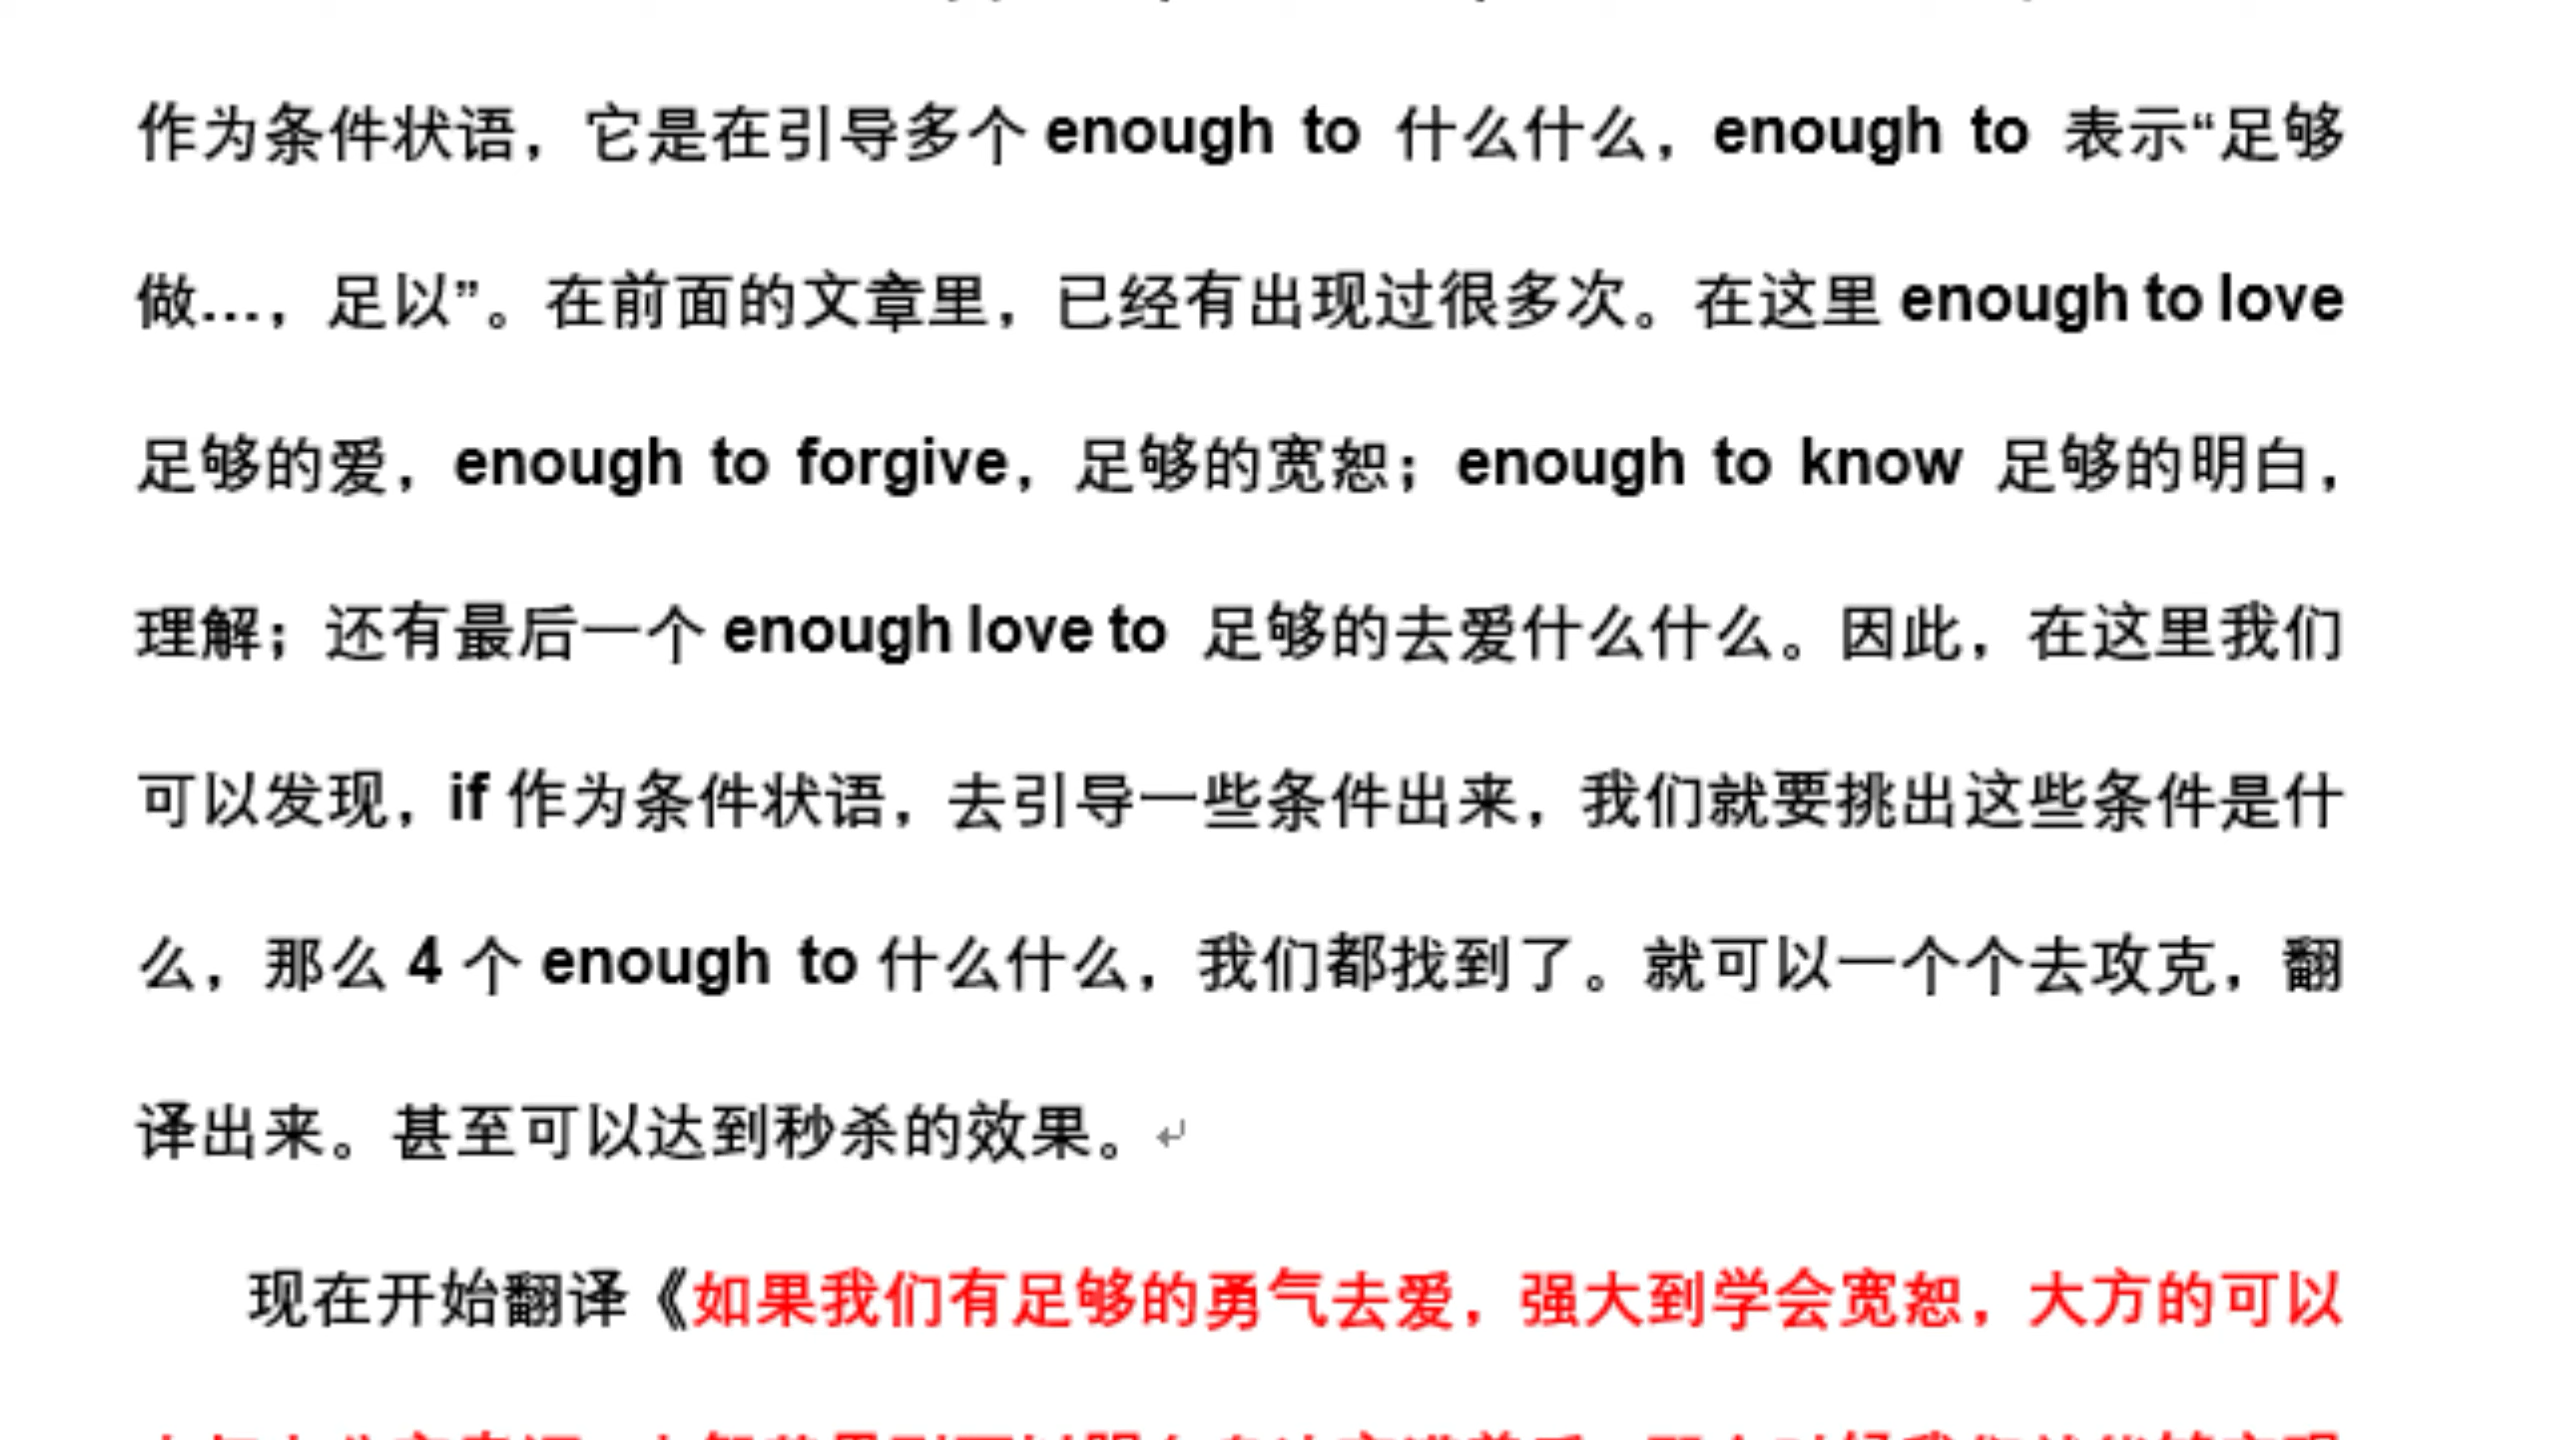 作为条件状语，它是在引导多个 enough to 什么什么，enough to 表示“足够
做…，足以”。在前面的文章里，已经有出现过很多次。在这里 enough to love
足够的爱，enough to forgive，足够的宽恕；enough to know 足够的明白，
理解；还有最后一个 enough love to 足够的去爱什么什么。因此，在这里我们
可以发现，if 作为条件状语，去引导一些条件出来，我们就要挑出这些条件是什
么，那么 4 个 enough to 什么什么，我们都找到了。就可以一个个去攻克，翻
译出来。甚至可以达到秒杀的效果。
现在开始翻译《如果我们有足够的勇气去爱，强大到学会宽恕，大方的可以